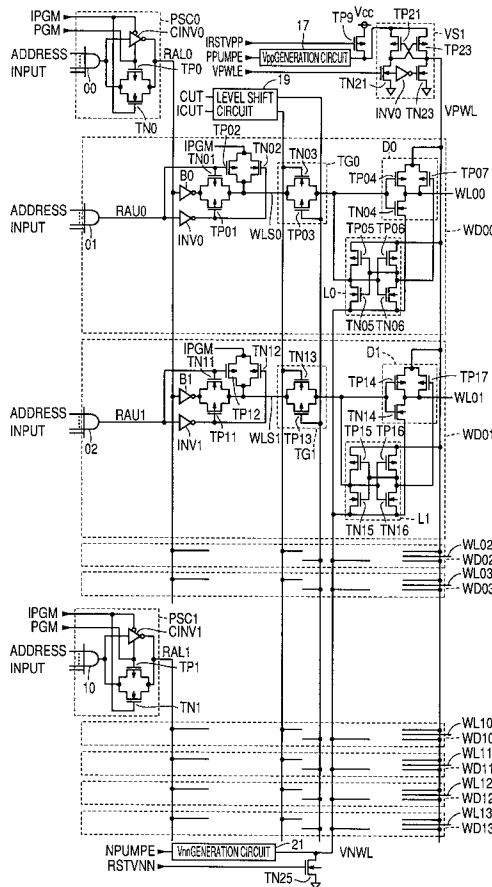 IPGM
PGM
PSC0
CINV0
ADDRESS
INPUT
00
RAL0
TP0
TN0
17
TP9
Vcc
TP21
VS1
TP23
IRSTVPP
PPUMPE
VPPGENERATION CIRCUIT
VPWLE
TN21
INV0
TN23
19
CUT
ICUT
LEVEL SHIFT
CIRCUIT
VPWL
IPGM
TP02
TN02
TN01
B0
TN03
TG0
D0
TP04
TP07
ADDRESS
INPUT
01
RAU0
INV0
TP01
WLS0
TP03
TN04
WL00
WD00
TP05
TP06
L0
TN05
TN06
IPGM
TN11
TN12
B1
TP12
TN13
D1
TP14
TP17
ADDRESS
INPUT
02
RAU1
INV1
TP11
WLS1
TP13
TG1
TN14
WL01
WD01
TP15
TP16
TN15
TN16
L1
WL02
WD02
WL03
WD03
IPGM
PGM
PSC1
CINV1
ADDRESS
INPUT
10
RAL1
TP1
TN1
WL10
WD10
WL11
WD11
WL12
WD12
WL13
WD13
21
NPUMPE
VnnGENERATION CIRCUIT
VNWL
RSTVNN
TN25